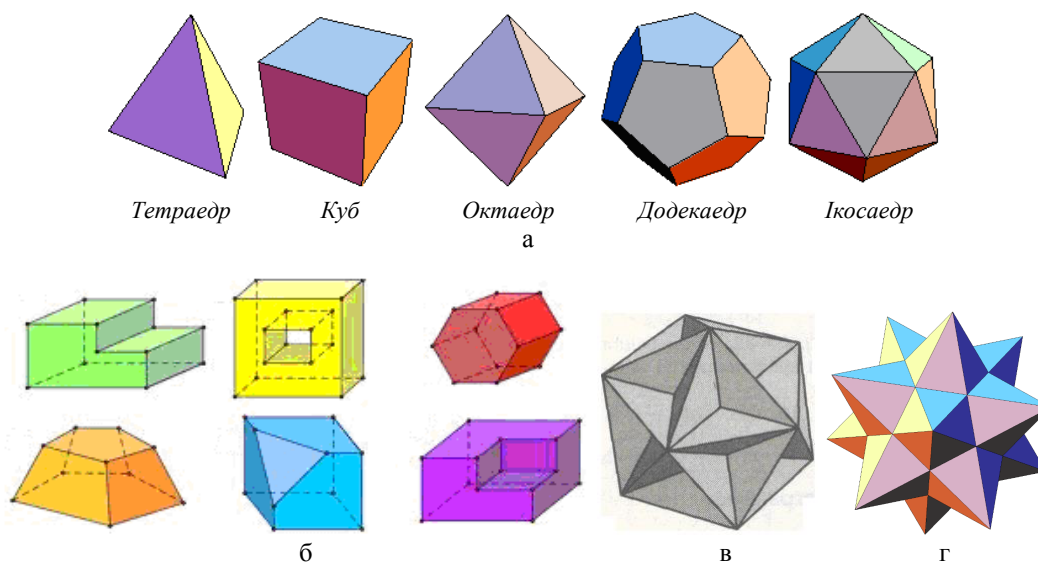 Тетраедр Куб Октаедр Додекаедр Ікосаедр
а
б в г